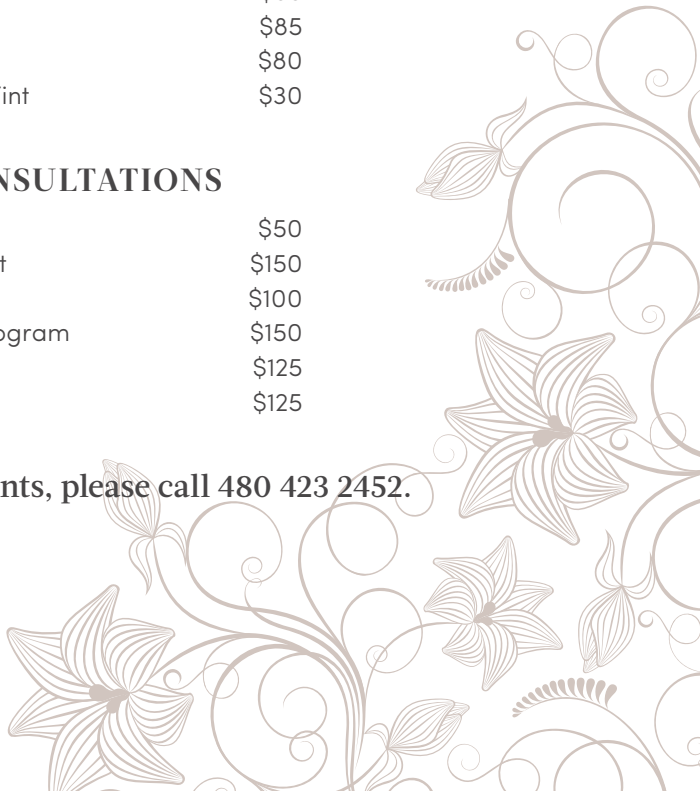 $85
$80
int $30
NSULTATIONS
$50
t $150
$100
ogram $150
$125
$125
nts, please call 480 423 2452.